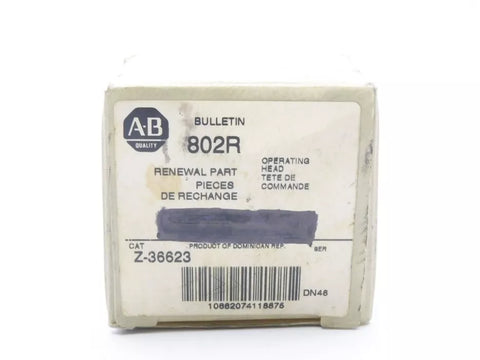 A-B
QUALITY
BULLETIN
802R
RENEWAL PART
PIECES
DE RECHANGE
OPERATING
HEAD
TETE DE
COMMANDE
CAT
PRODUCT OF DOMINICAN REP.
SER
Z-36623
DN46
10662074118875